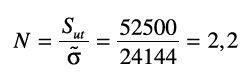 N = S_ut / σ̃ = 52500 / 24144 = 2,2